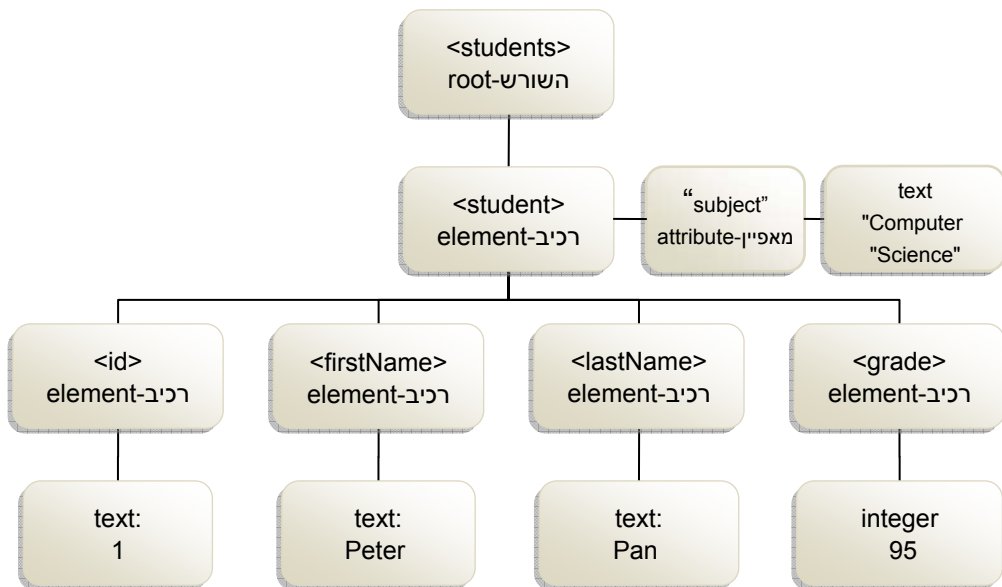 <students>
root-השורש
<student>
element-רכיב
“subject”
attribute-מאפיין
text
"Computer
"Science"
<id>
element-רכיב
<firstName>
element-רכיב
<lastName>
element-רכיב
<grade>
element-רכיב
text:
1
text:
Peter
text:
Pan
integer
95